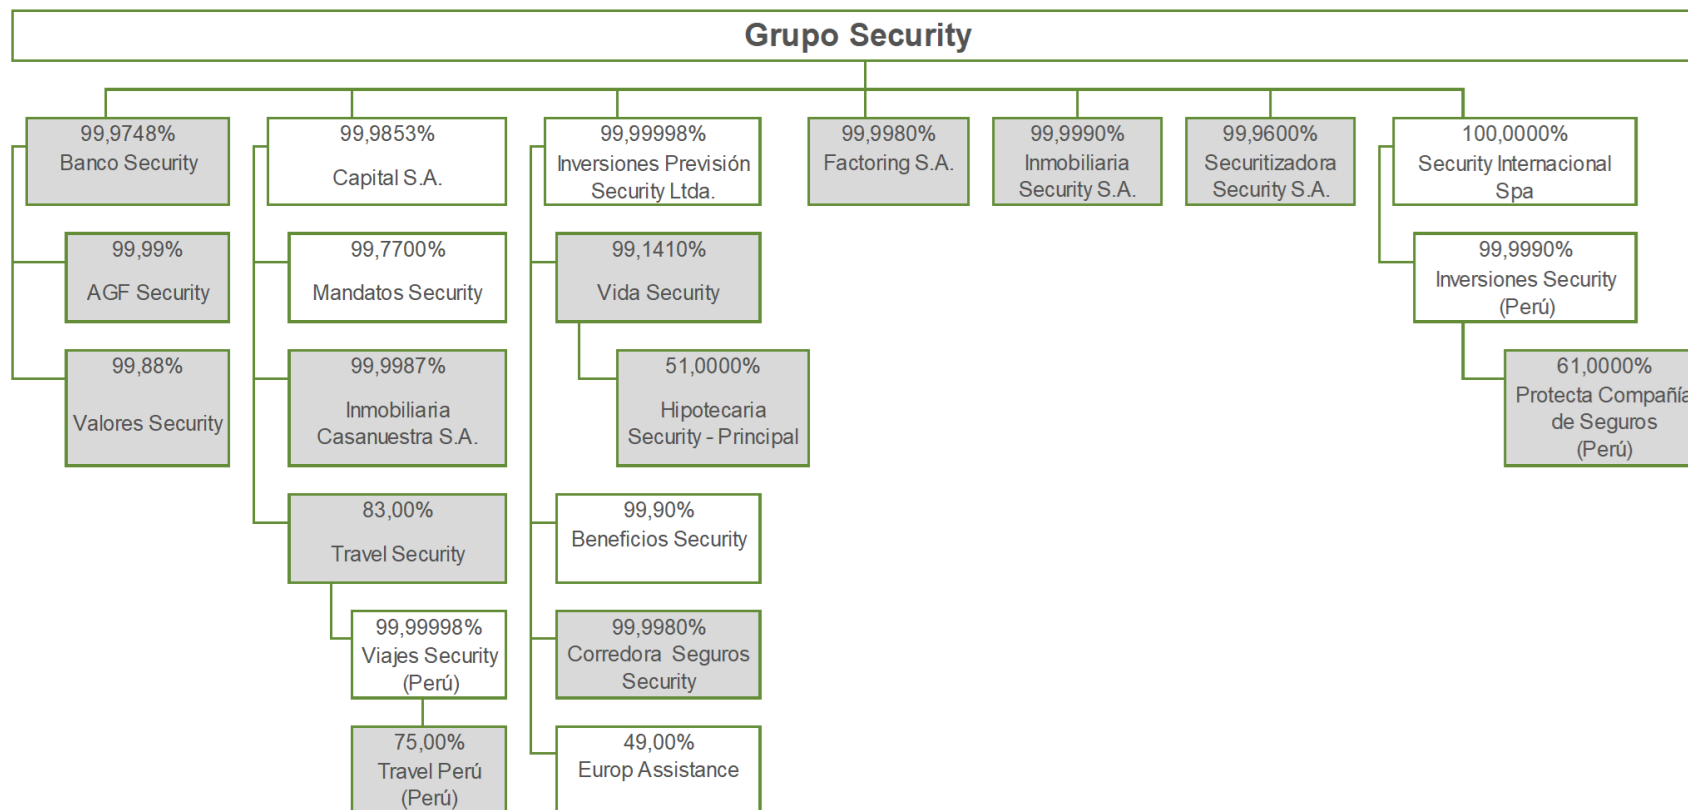 Grupo Security
99,9748%
Banco Security
99,99%
AGF Security
99,88%
Valores Security
99,9853%
Capital S.A.
99,7700%
Mandatos Security
99,9987%
Inmobiliaria
Casanuestra S.A.
83,00%
Travel Security
99,99998%
Viajes Security
(Perú)
75,00%
Travel Perú
(Perú)
99,99998%
Inversiones Previsión
Security Ltda.
99,1410%
Vida Security
51,0000%
Hipotecaria
Security - Principal
99,90%
Beneficios Security
99,9980%
Corredora Seguros
Security
49,00%
Europ Assistance
99,9980%
Factoring S.A.
99,9990%
Inmobiliaria
Security S.A.
99,9600%
Securitizadora
Security S.A.
100,0000%
Security Internacional
Spa
99,9990%
Inversiones Security
(Perú)
61,0000%
Protecta Compañía
de Seguros
(Perú)